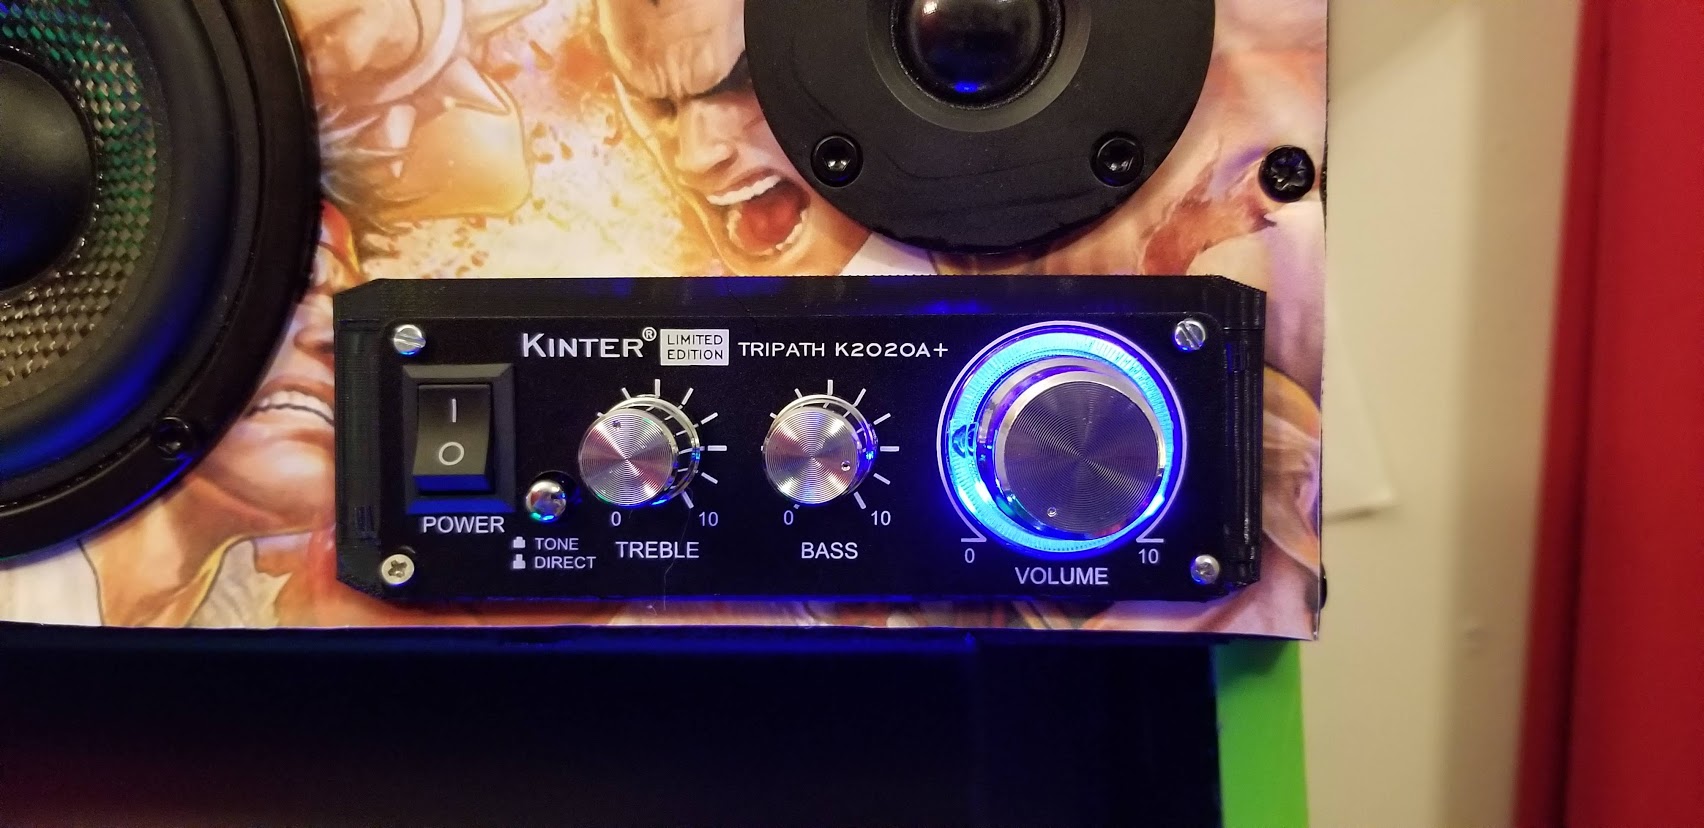 KINTER® LIMITED EDITION TRIPATH K2020A+
I
O
POWER
TONE
DIRECT
0 10
TREBLE
0 10
BASS
0 10
VOLUME